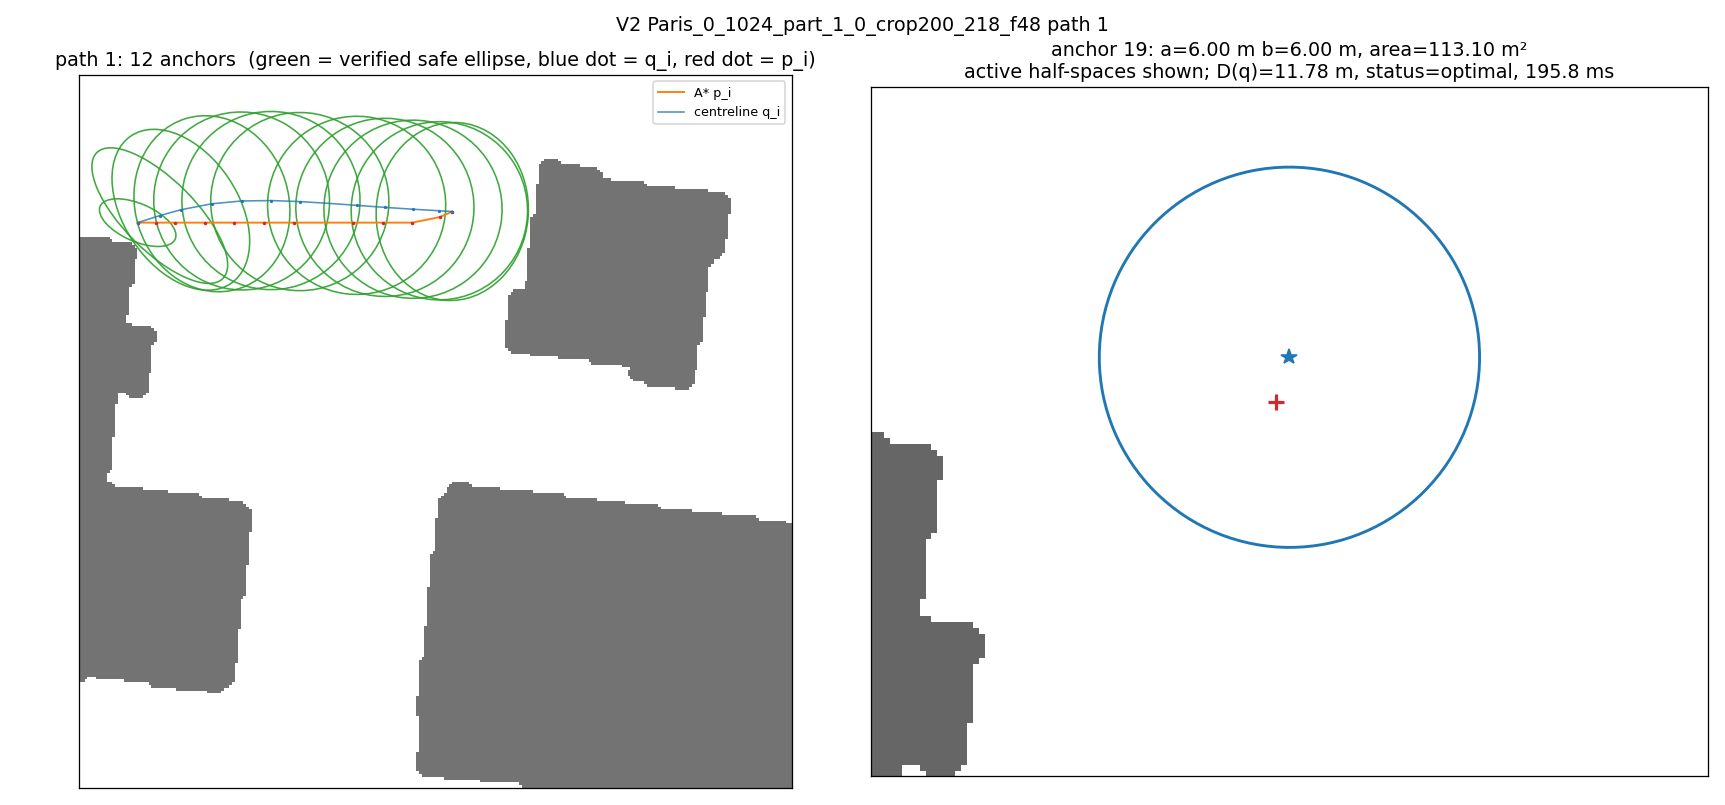 V2 Paris_0_1024_part_1_0_crop200_218_f48 path 1
path 1: 12 anchors  (green = verified safe ellipse, blue dot = q_i, red dot = p_i)
A* p_i
centreline q_i
anchor 19: a=6.00 m b=6.00 m, area=113.10 m²
active half-spaces shown; D(q)=11.78 m, status=optimal, 195.8 ms